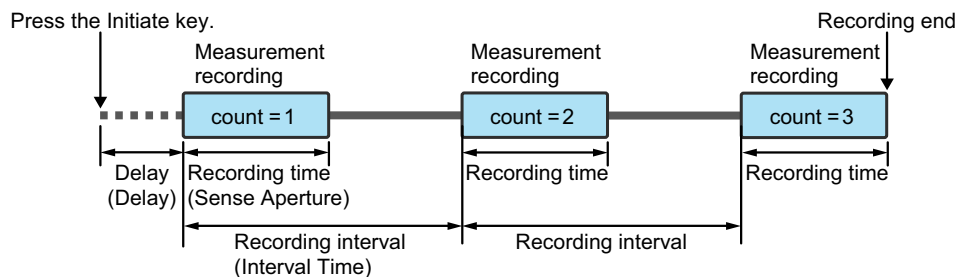 Press the Initiate key.
Recording end
Measurement
recording
Measurement
recording
Measurement
recording
count = 1
count = 2
count = 3
Delay
(Delay)
Recording time
(Sense Aperture)
Recording time
Recording time
Recording interval
(Interval Time)
Recording interval